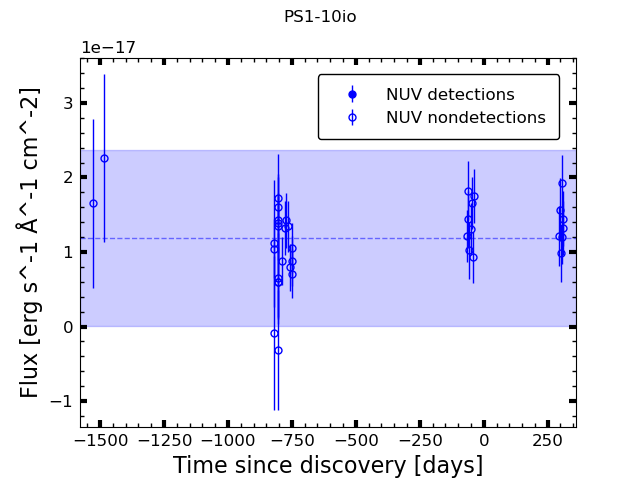 PS1-10io
1e−17
NUV detections
NUV nondetections
3
2
1
0
−1
Flux [erg s^-1 Å^-1 cm^-2]
−1500 −1250 −1000 −750 −500 −250 0 250
Time since discovery [days]